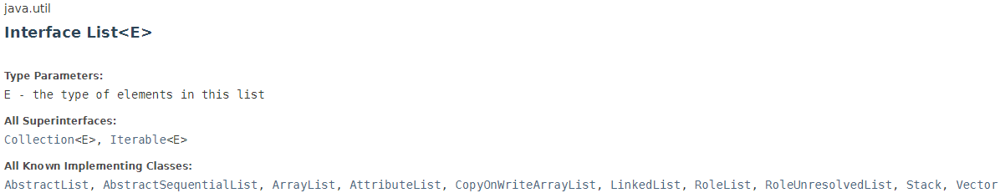 java.util
Interface List<E>
Type Parameters:
E - the type of elements in this list
All Superinterfaces:
Collection<E>, Iterable<E>
All Known Implementing Classes:
AbstractList, AbstractSequentialList, ArrayList, AttributeList, CopyOnWriteArrayList, LinkedList, RoleList, RoleUnresolvedList, Stack, Vector